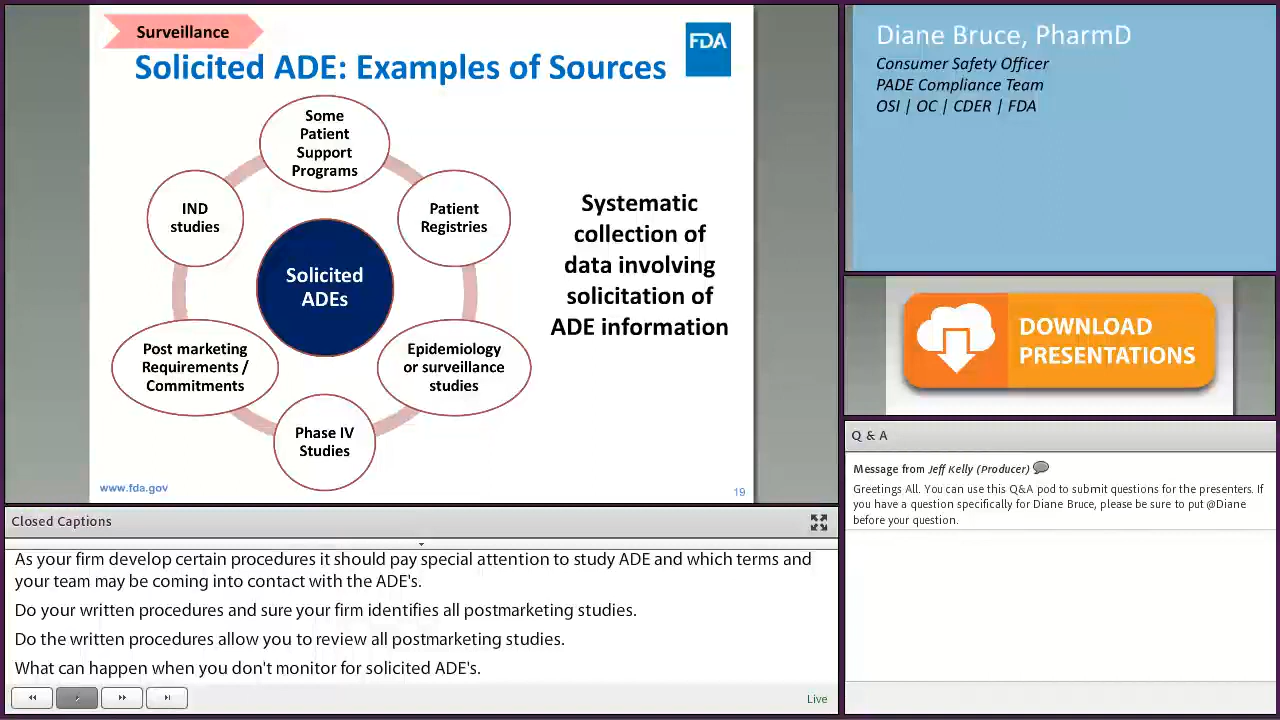 Surveillance
Solicited ADE: Examples of Sources
FDA
Some
Patient
Support
Programs
IND
studies
Patient
Registries
Solicited
ADEs
Post marketing
Requirements /
Commitments
Epidemiology
or surveillance
studies
Phase IV
Studies
Systematic
collection of
data involving
solicitation of
ADE information
www.fda.gov
19
Diane Bruce, PharmD
Consumer Safety Officer
PADE Compliance Team
OSI | OC | CDER | FDA
DOWNLOAD
PRESENTATIONS
Q & A
Message from Jeff Kelly (Producer)
Greetings All. You can use this Q&A pod to submit questions for the presenters. If
you have a question specifically for Diane Bruce, please be sure to put @Diane
before your question.
Closed Captions
As your firm develop certain procedures it should pay special attention to study ADE and which terms and
your team may be coming into contact with the ADE's.
Do your written procedures and sure your firm identifies all postmarketing studies.
Do the written procedures allow you to review all postmarketing studies.
What can happen when you don't monitor for solicited ADE's.
Live